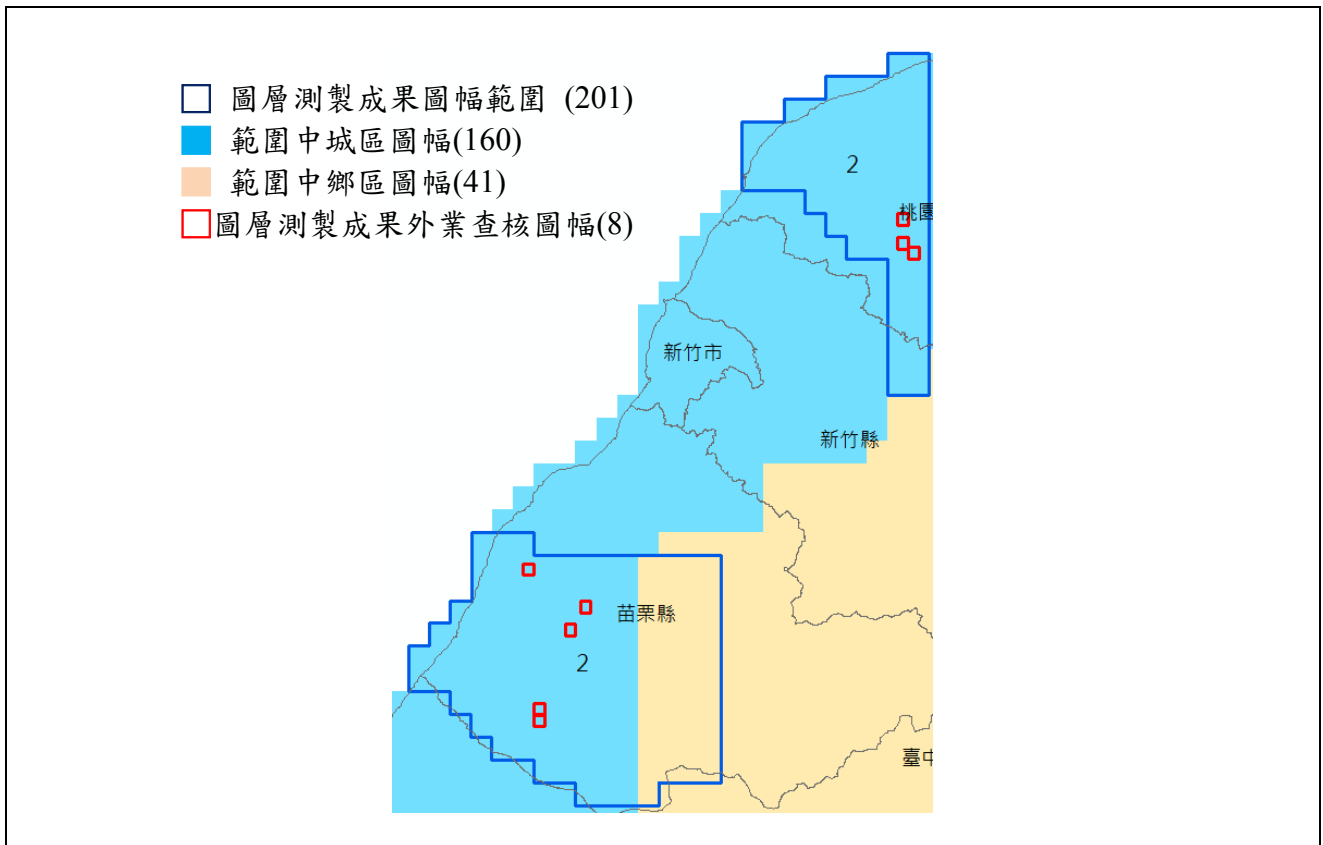 圖層測製成果圖幅範圍 (201)
範圍中城區圖幅(160)
範圍中鄉區圖幅(41)
圖層測製成果外業查核圖幅(8)
2
桃園
新竹市
新竹縣
苗栗縣
2
臺中